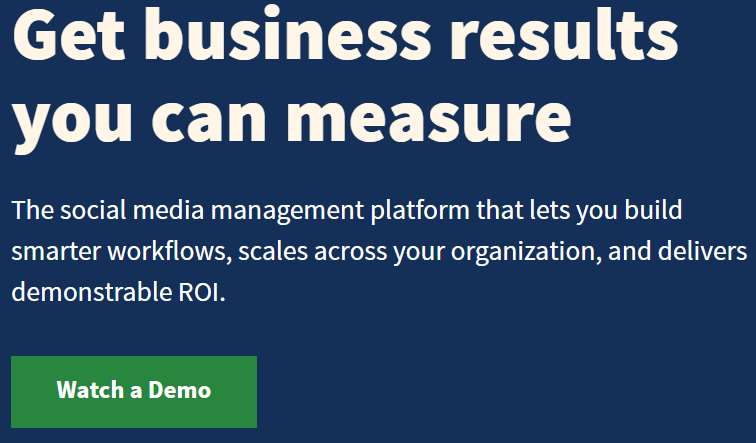 Get business results
you can measure
The social media management platform that lets you build
smarter workflows, scales across your organization, and delivers
demonstrable ROI.
Watch a Demo